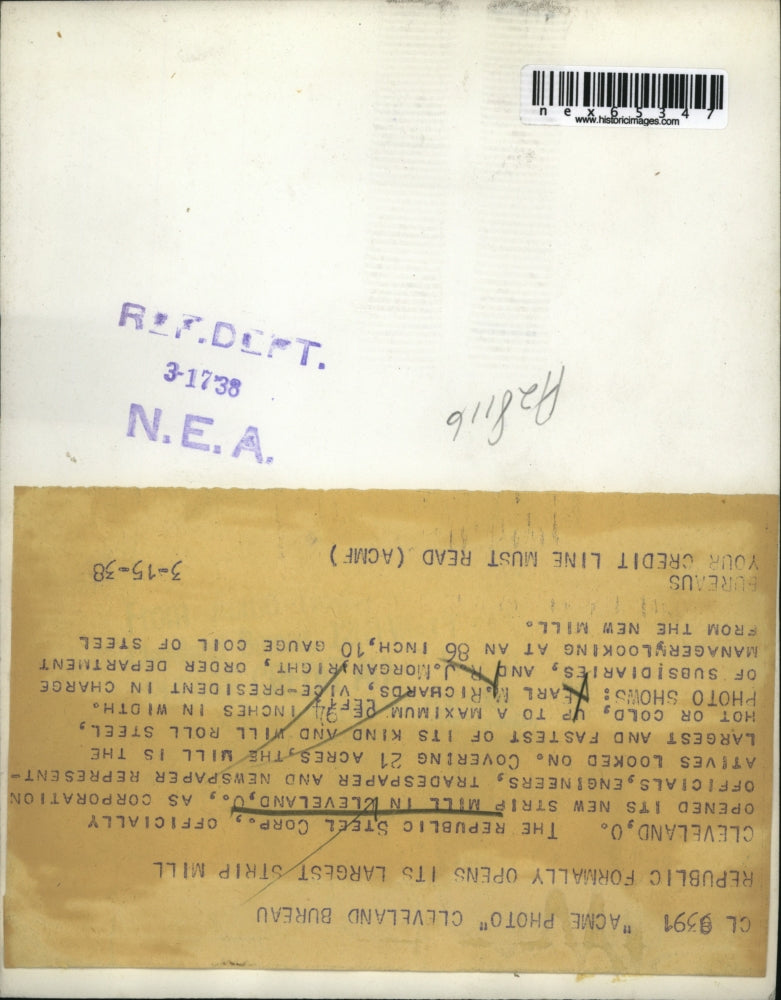 nex65347
www.historicimages.com
REF.DEPT.
3-17 38
N.E.A.
A28116
CL 8391 "ACME PHOTO" CLEVELAND BUREAU
REPUBLIC FORMALLY OPENS ITS LARGEST STRIP MILL
CLEVELAND,O. THE REPUBLIC STEEL CORP., OFFICIALLY
OPENED ITS NEW STRIP MILL IN CLEVELAND,O., AS CORPORATION
OFFICIALS,ENGINEERS, TRADESPAPER AND NEWSPAPER REPRESENT-
ATIVES LOOKED ON. COVERING 21 ACRES,THE MILL IS THE
LARGEST AND FASTEST OF ITS KIND AND WILL ROLL STEEL,
HOT OR COLD, UP TO A MAXIMUM OF 94 INCHES IN WIDTH.
PHOTO SHOWS: EARL M.RICHARDS, LEFT, VICE-PRESIDENT IN CHARGE
OF SUBSIDIARIES, AND R.J.MORGAN,RIGHT, ORDER DEPARTMENT
MANAGER,LOOKING AT AN 86 INCH,10 GAUGE COIL OF STEEL
FROM THE NEW MILL.
BUREAUS
YOUR CREDIT LINE MUST READ (ACME) 3-15-38